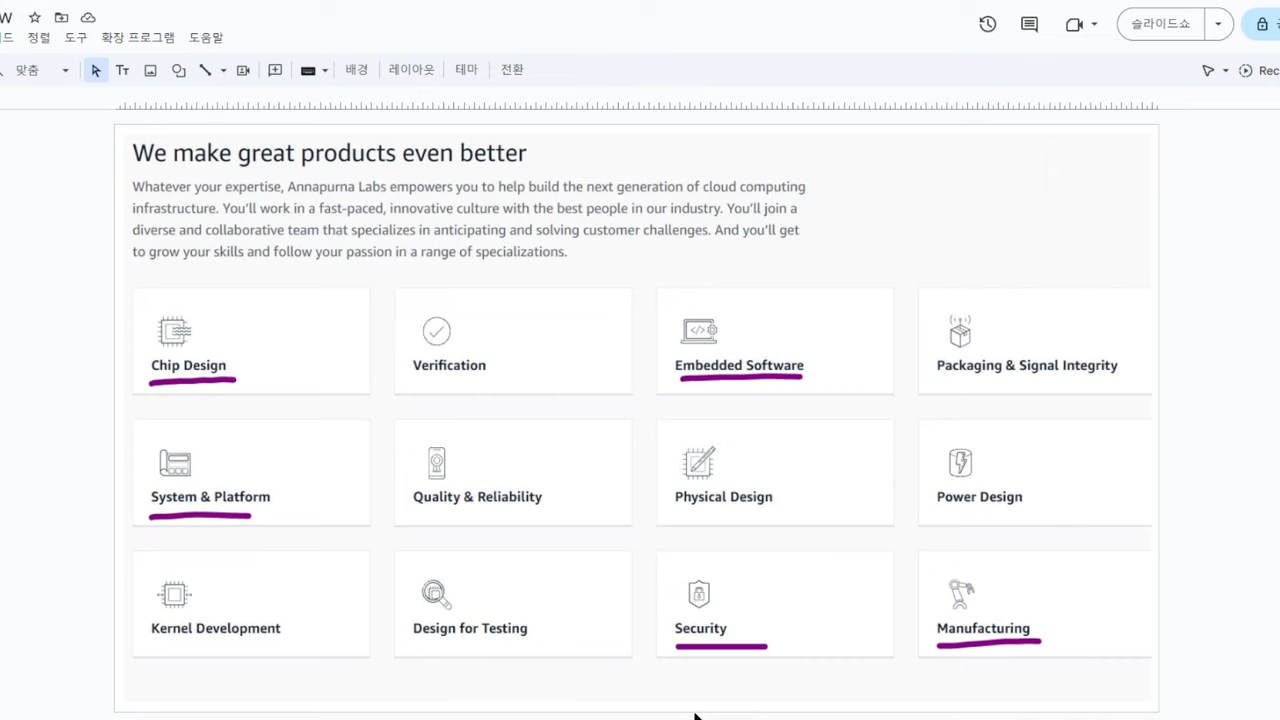 W
정렬 도구 확장 프로그램 도움말
슬라이드쇼
맞춤 Tт 배경 레이아웃 테마 전환 Rec
We make great products even better
Whatever your expertise, Annapurna Labs empowers you to help build the next generation of cloud computing
infrastructure. You'll work in a fast-paced, innovative culture with the best people in our industry. You'll join a
diverse and collaborative team that specializes in anticipating and solving customer challenges. And you'll get
to grow your skills and follow your passion in a range of specializations.
Chip Design Verification Embedded Software Packaging & Signal Integrity
System & Platform Quality & Reliability Physical Design Power Design
Kernel Development Design for Testing Security Manufacturing